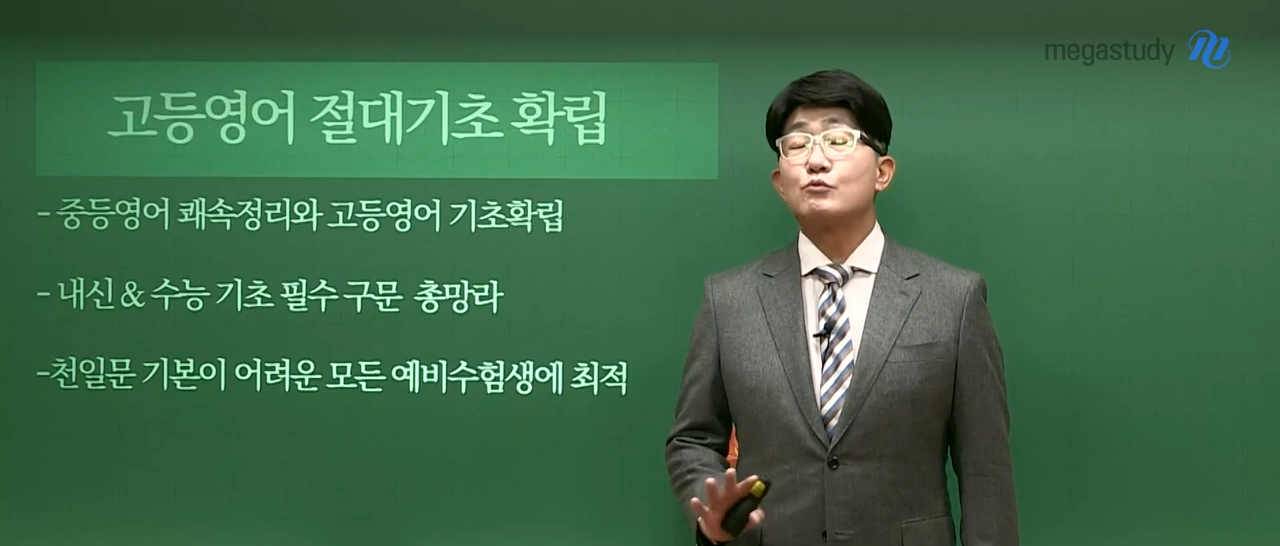 megastudy
고등영어 절대기초 확립
- 중등영어 쾌속정리와 고등영어 기초확립
- 내신 & 수능 기초 필수 구문 총망라
-천일문 기본이 어려운 모든 예비수험생에 최적